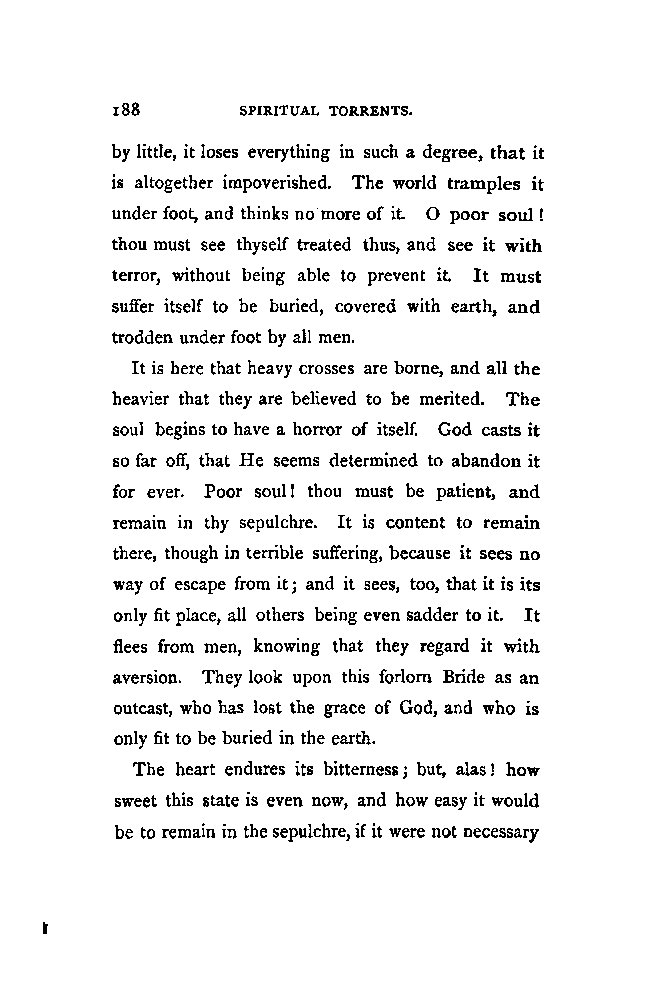 188 SPIRITUAL TORRENTS.
by little, it loses everything in such a degree, that it
is altogether impoverished. The world tramples it
under foot, and thinks no more of it. O poor soul!
thou must see thyself treated thus, and see it with
terror, without being able to prevent it. It must
suffer itself to be buried, covered with earth, and
trodden under foot by all men.
It is here that heavy crosses are borne, and all the
heavier that they are believed to be merited. The
soul begins to have a horror of itself. God casts it
so far off, that He seems determined to abandon it
for ever. Poor soul! thou must be patient, and
remain in thy sepulchre. It is content to remain
there, though in terrible suffering, because it sees no
way of escape from it; and it sees, too, that it is its
only fit place, all others being even sadder to it. It
flees from men, knowing that they regard it with
aversion. They look upon this forlorn Bride as an
outcast, who has lost the grace of God, and who is
only fit to be buried in the earth.
The heart endures its bitterness; but, alas! how
sweet this state is even now, and how easy it would
be to remain in the sepulchre, if it were not necessary